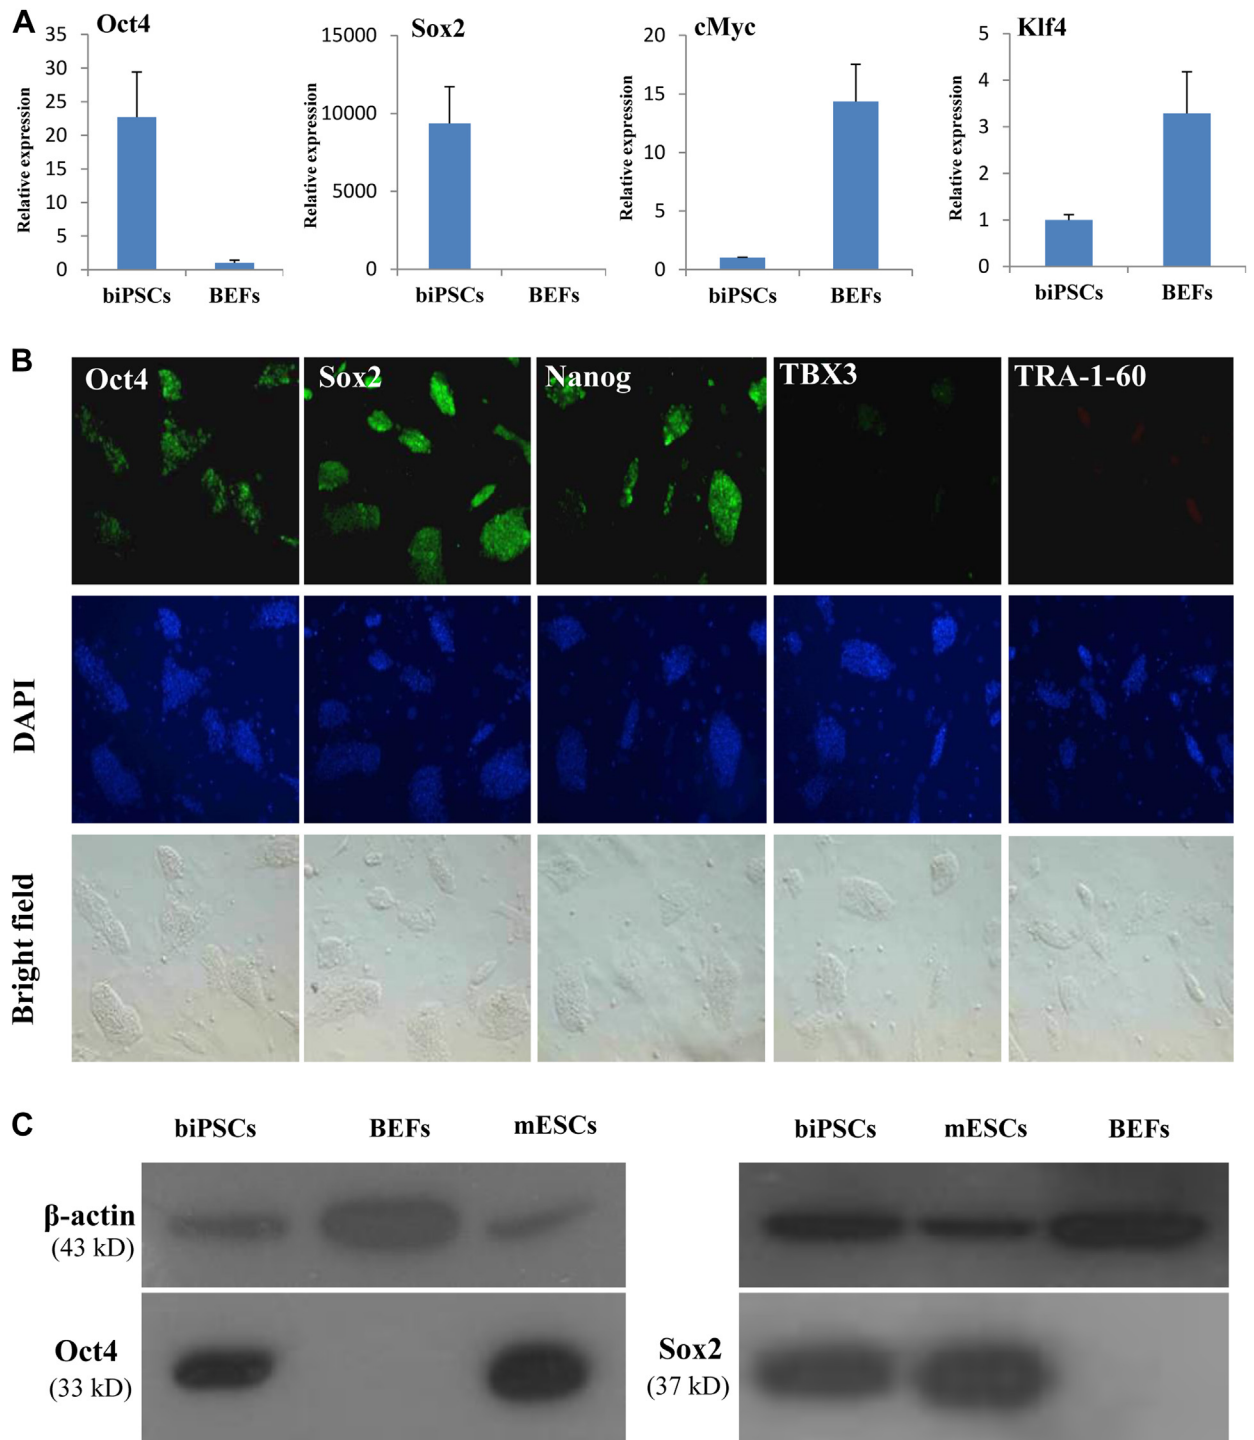 A
Oct4
Relative expression
35
30
25
20
15
10
5
0
biPSCs BEFs
Sox2
Relative expression
15000
10000
5000
0
biPSCs BEFs
cMyc
Relative expression
20
15
10
5
0
biPSCs BEFs
Klf4
Relative expression
5
4
3
2
1
0
biPSCs BEFs
B
Oct4 Sox2 Nanog TBX3 TRA-1-60
DAPI
Bright field
C
biPSCs BEFs mESCs
β-actin
(43 kD)
Oct4
(33 kD)
biPSCs mESCs BEFs
Sox2
(37 kD)